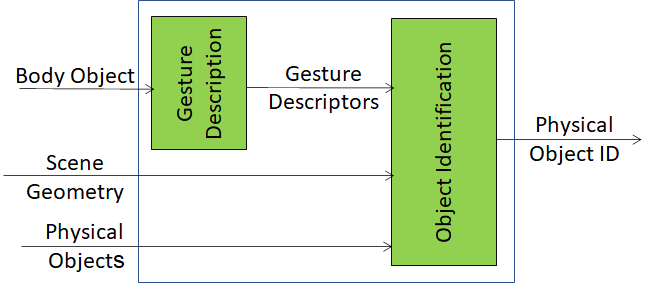 Body Object
Gesture
Description
Gesture
Descriptors
Object Identification
Physical
Object ID
Scene
Geometry
Physical
Objects